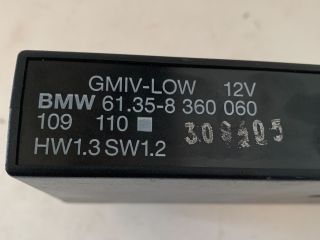 GMIV-LOW 12V
BMW 61.35-8 360 060
109 110
HW1.3 SW1.2